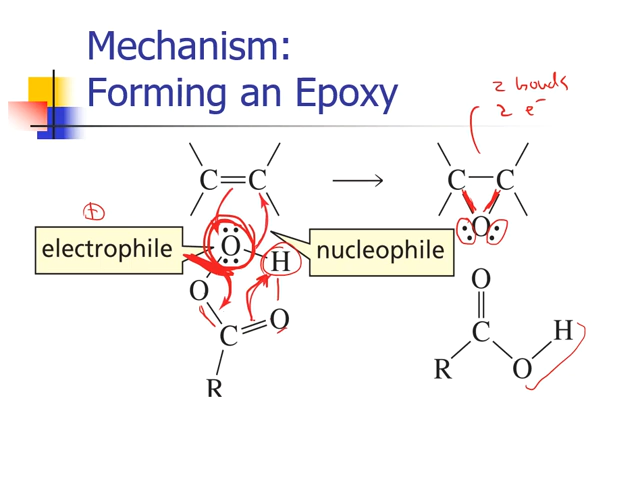 Mechanism:
Forming an Epoxy
2 bonds
2 e⁻
C=C
C—C
+
electrophile
O
H
nucleophile
O
O
C
O
R
O
C
H
R
O